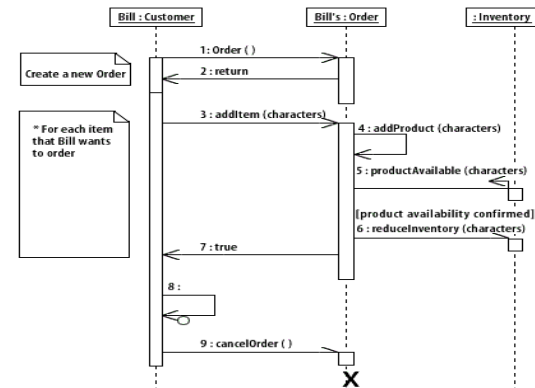 Bill : Customer
Bill's : Order
: Inventory
1: Order ( )
Create a new Order
2 : return
3 : addItem (characters)
* For each item
that Bill wants
to order
4 : addProduct (characters)
5 : productAvailable (characters)
[product availability confirmed]
6 : reduceInventory (characters)
7 : true
8 :
9 : cancelOrder ( )
X